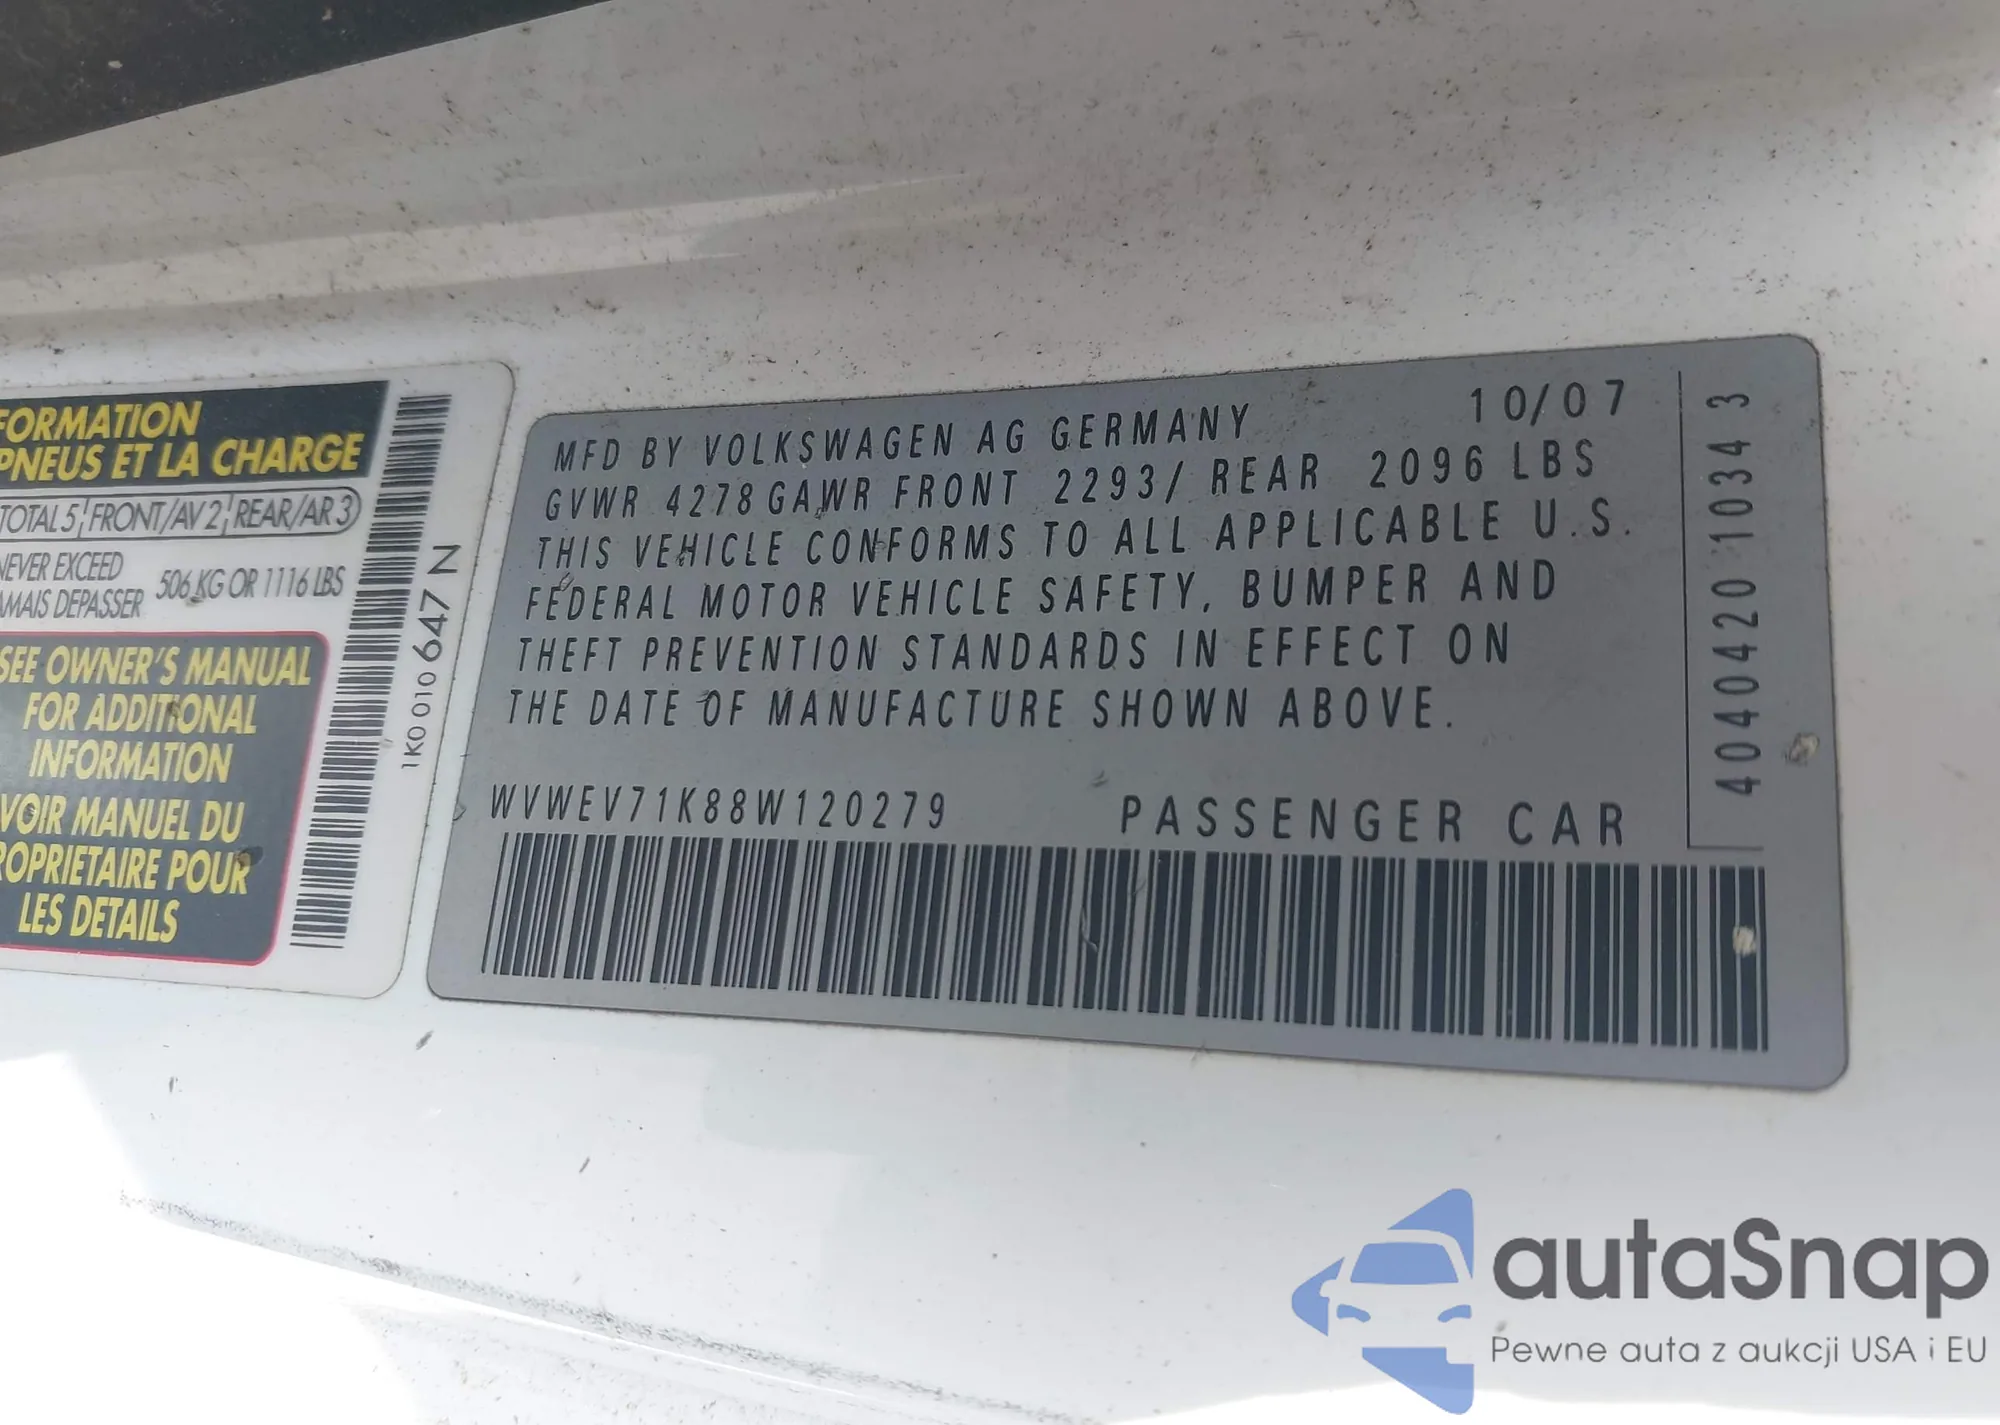 FORMATION
PNEUS ET LA CHARGE
TOTAL 5 FRONT/AV 2 REAR/AR 3
NEVER EXCEED
AMAIS DEPASSER
506 KG OR 1116 LBS
SEE OWNER'S MANUAL
FOR ADDITIONAL
INFORMATION
VOIR MANUEL DU
ROPRIETAIRE POUR
LES DETAILS
1K0 010 647 N
MFD BY VOLKSWAGEN AG GERMANY 10/07
GVWR 4278 GAWR FRONT 2293/ REAR 2096 LBS
THIS VEHICLE CONFORMS TO ALL APPLICABLE U.S.
FEDERAL MOTOR VEHICLE SAFETY, BUMPER AND
THEFT PREVENTION STANDARDS IN EFFECT ON
THE DATE OF MANUFACTURE SHOWN ABOVE.
WVWEV71K88W120279 PASSENGER CAR
40404420 1034 3
autaSnap
Pewne auta z aukcji USA i EU